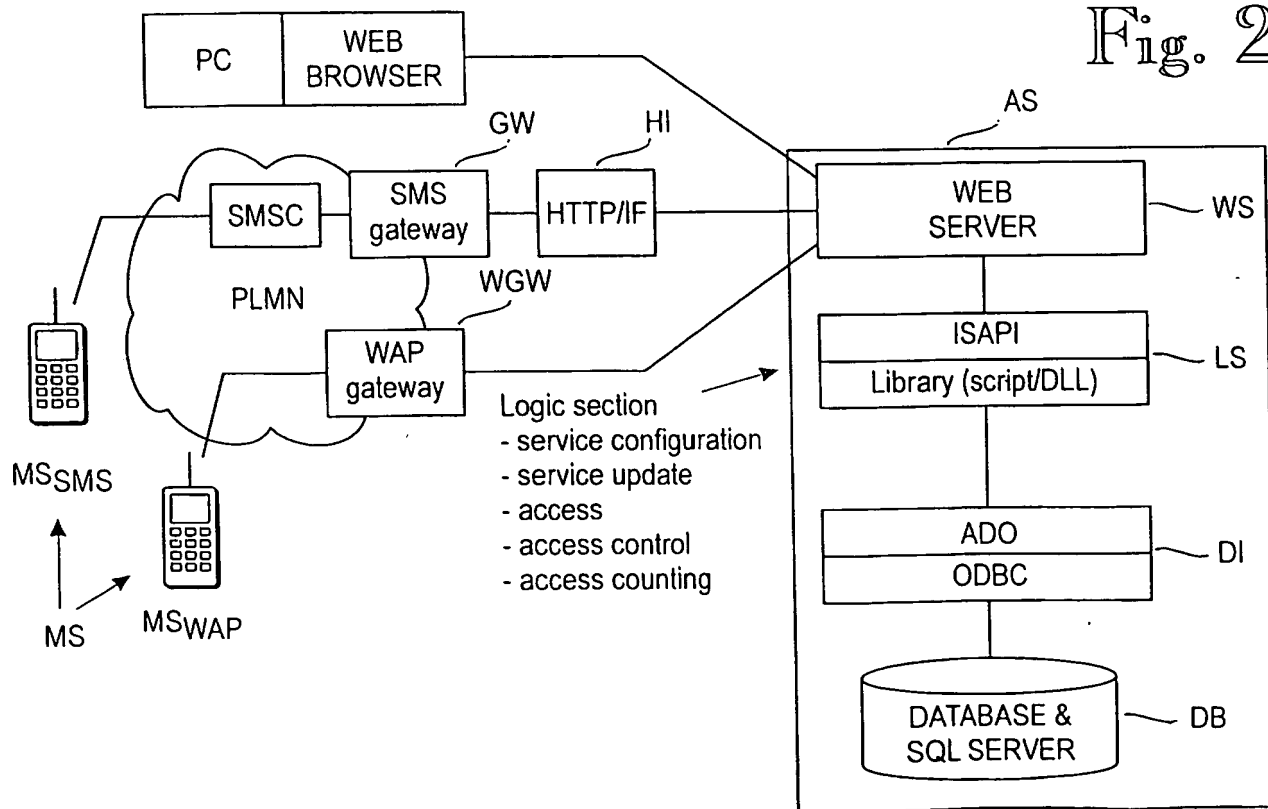 Fig. 2
PC
WEB
BROWSER
GW
HI
AS
SMSC
SMS
gateway
HTTP/IF
WEB
SERVER
WS
PLMN
WGW
WAP
gateway
ISAPI
Library (script/DLL)
LS
Logic section
- service configuration
- service update
- access
- access control
- access counting
MSSMS
MS
MSWAP
ADO
ODBC
DI
DATABASE &
SQL SERVER
DB